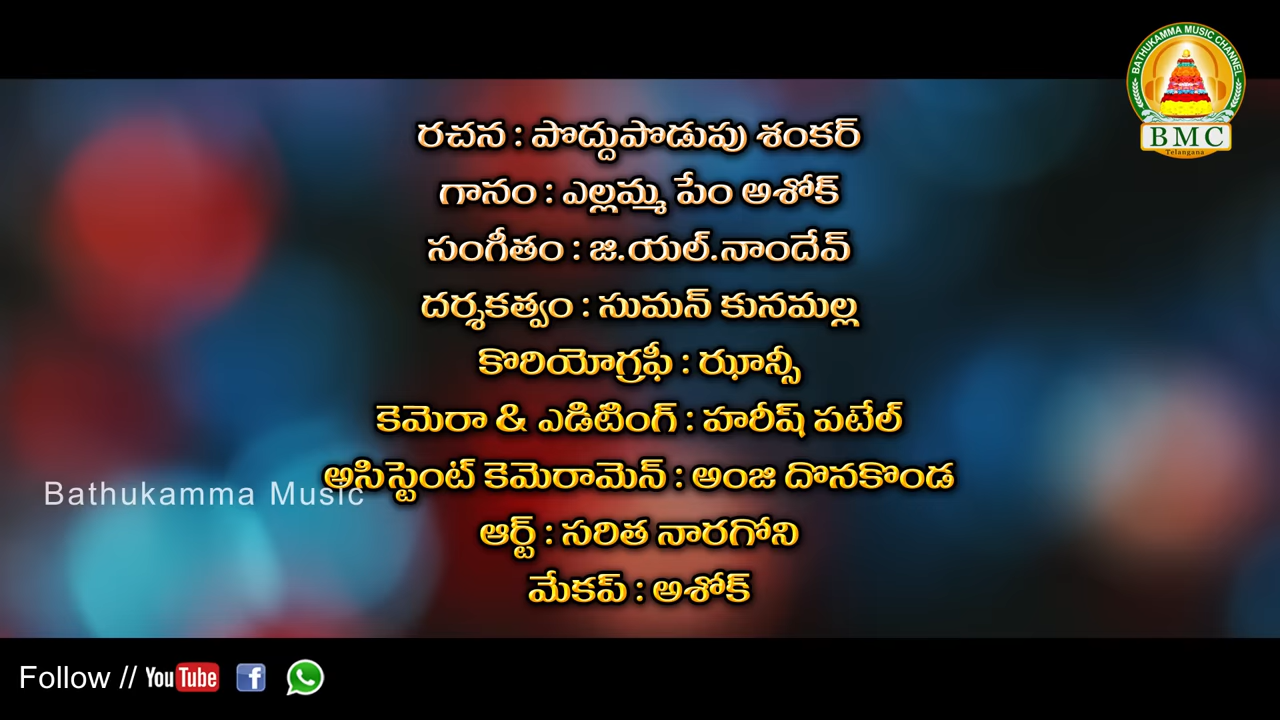 BATHUKAMMA MUSIC CHANNEL
BMC
Telangana
రచన : పొద్దుపొడుపు శంకర్
గానం : ఎల్లమ్మ పేం అశోక్
సంగీతం : జి.యల్.నాందేవ్
దర్శకత్వం : సుమన్ కునమల్ల
కొరియోగ్రఫీ : ఝాన్సీ
కెమెరా & ఎడిటింగ్ : హరీష్ పటేల్
అసిస్టెంట్ కెమెరామెన్ : అంజి దొనకొండ
Bathukamma Music
ఆర్ట్ : సరిత నారగోని
మేకప్ : అశోక్
Follow // YouTube f